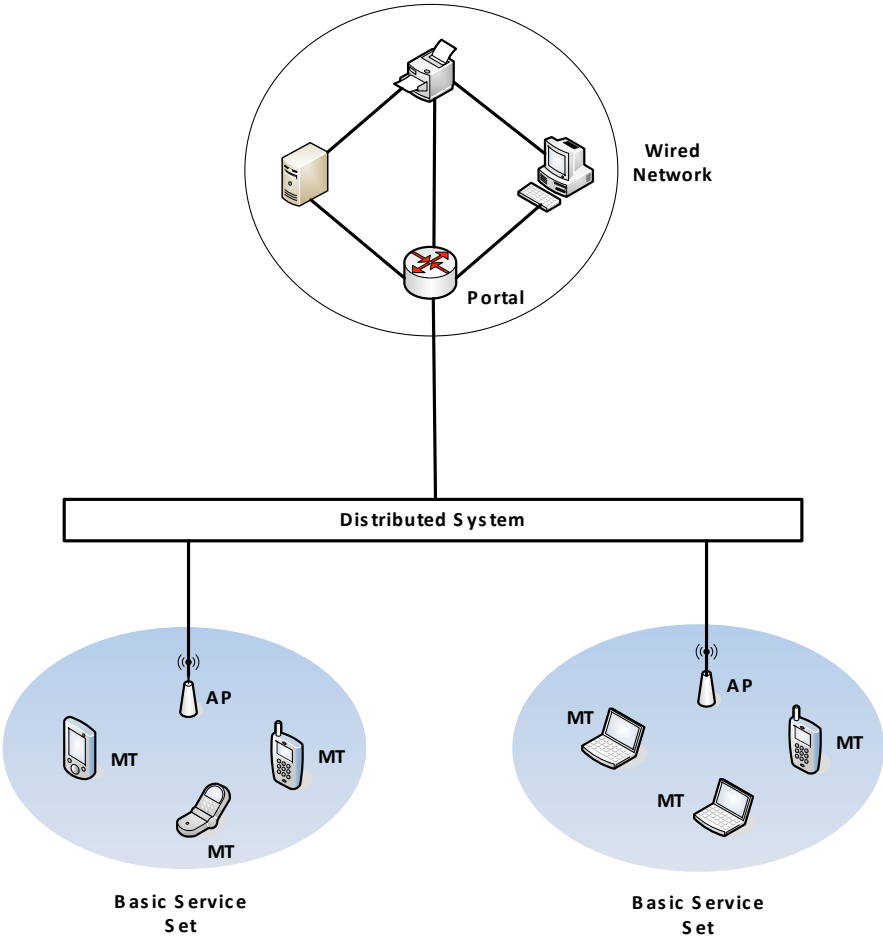 Wired
Network
Portal
Distributed System
AP
MT
MT
MT
Basic Service
Set
AP
MT
MT
MT
Basic Service
Set